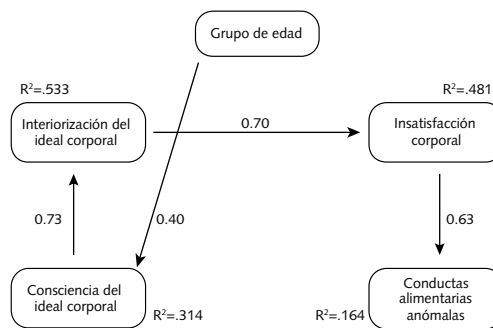 Grupo de edad
R²=.533
R²=.481
Interiorización del
ideal corporal
0.70
Insatisfacción
corporal
0.73
0.40
0.63
Consciencia del
ideal corporal
R²=.314
R²=.164
Conductas
alimentarias
anómalas